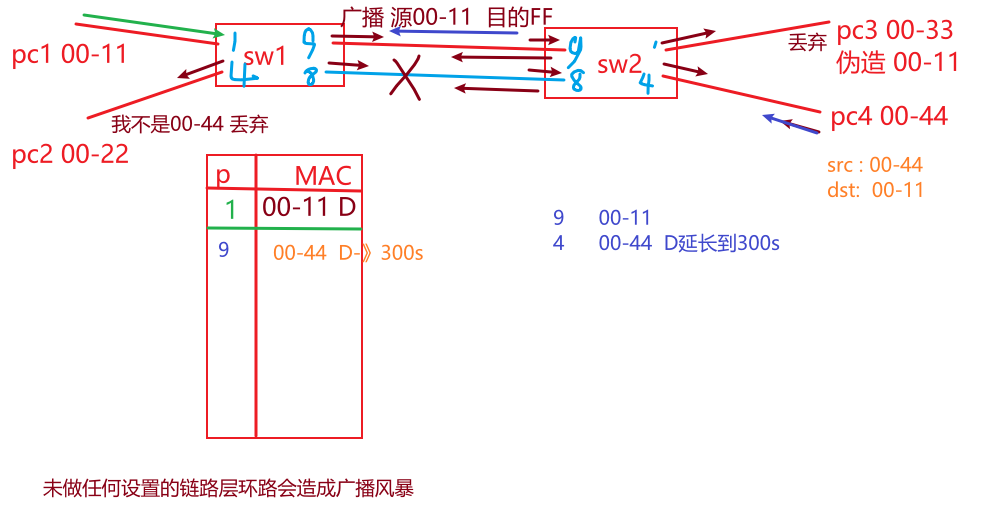 广播 源00-11 目的FF
pc1 00-11
1
9
sw1
4
8
9
1
sw2
8
4
丢弃
pc3 00-33
伪造 00-11
pc4 00-44
我不是00-44 丢弃
pc2 00-22
src : 00-44
dst: 00-11
p MAC
1 00-11 D
9 00-44 D-》300s
9 00-11
4 00-44 D延长到300s
未做任何设置的链路层环路会造成广播风暴